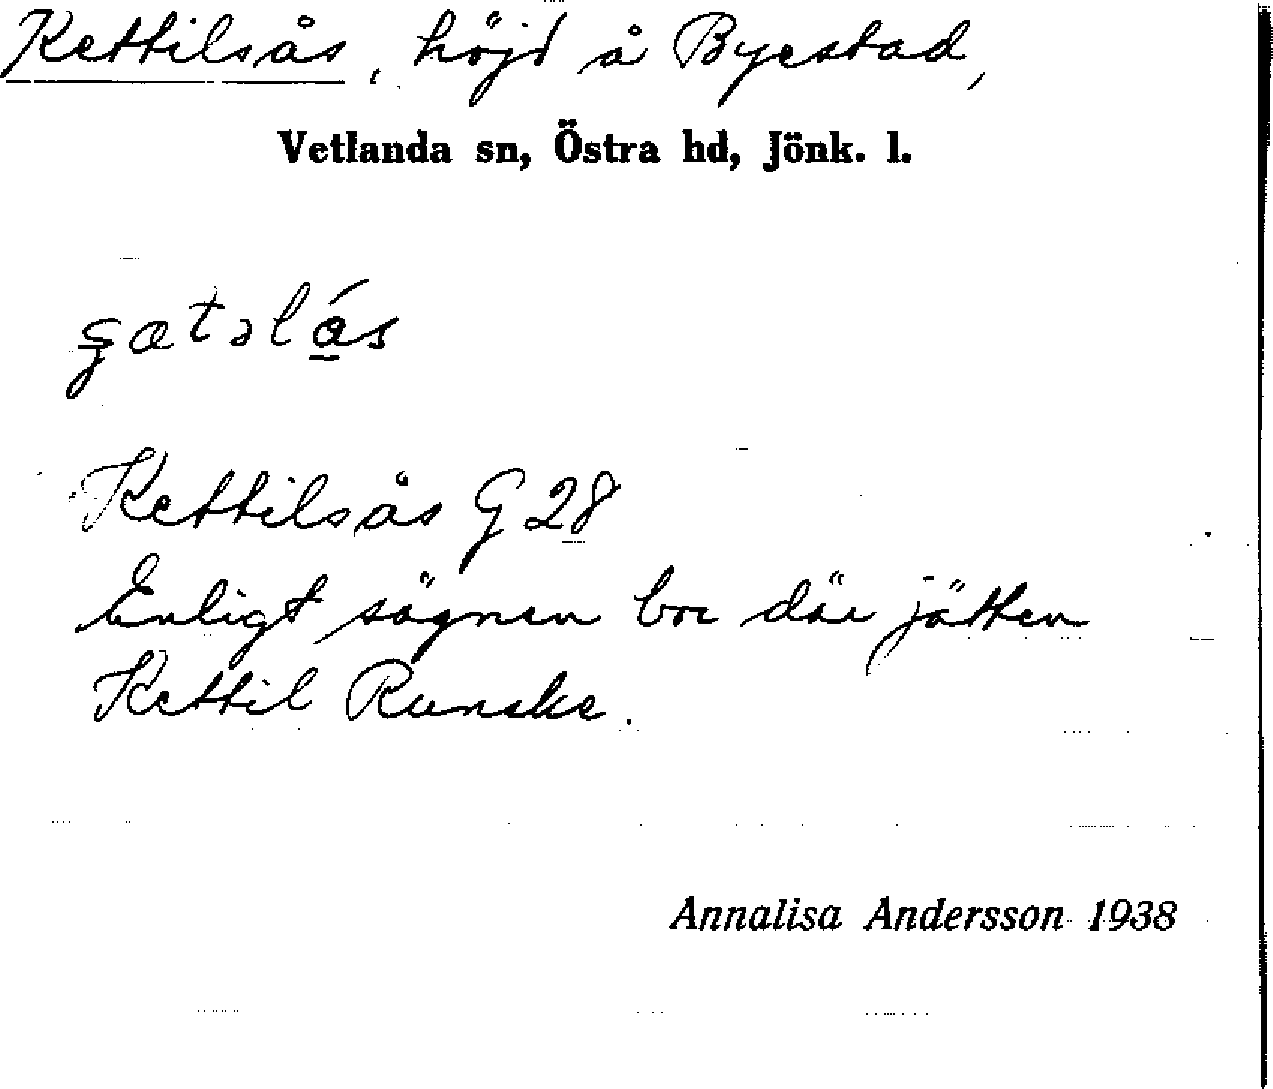 Kettilsås, höjd å Byestad,
Vetlanda sn, Östra hd, Jönk. l.
Kettilsås G 28
Enligt sägnen bor där jätten
Kettil Runske.
Annalisa Andersson 1938